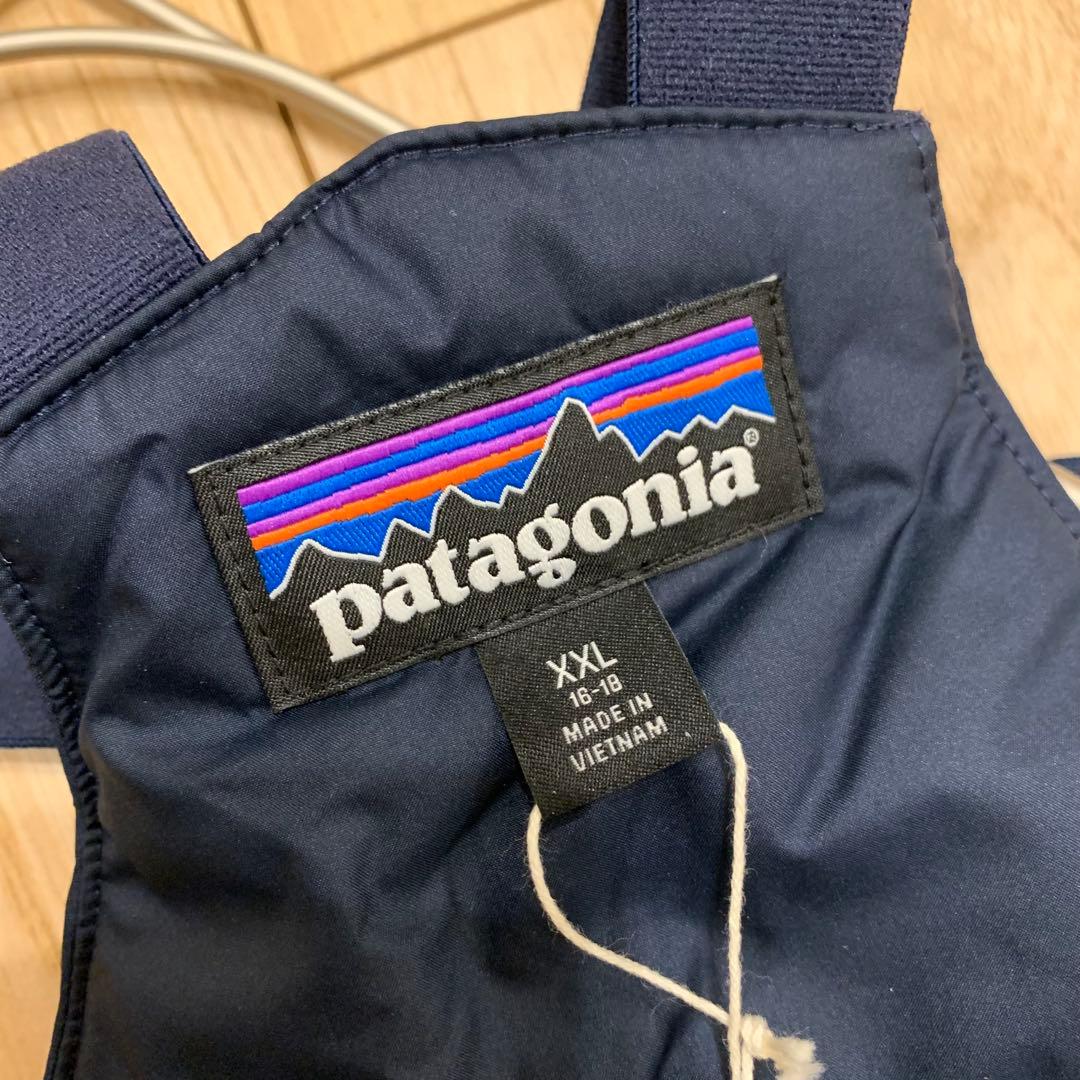 patagonia®
XXL
16-18
MADE IN
VIETNAM